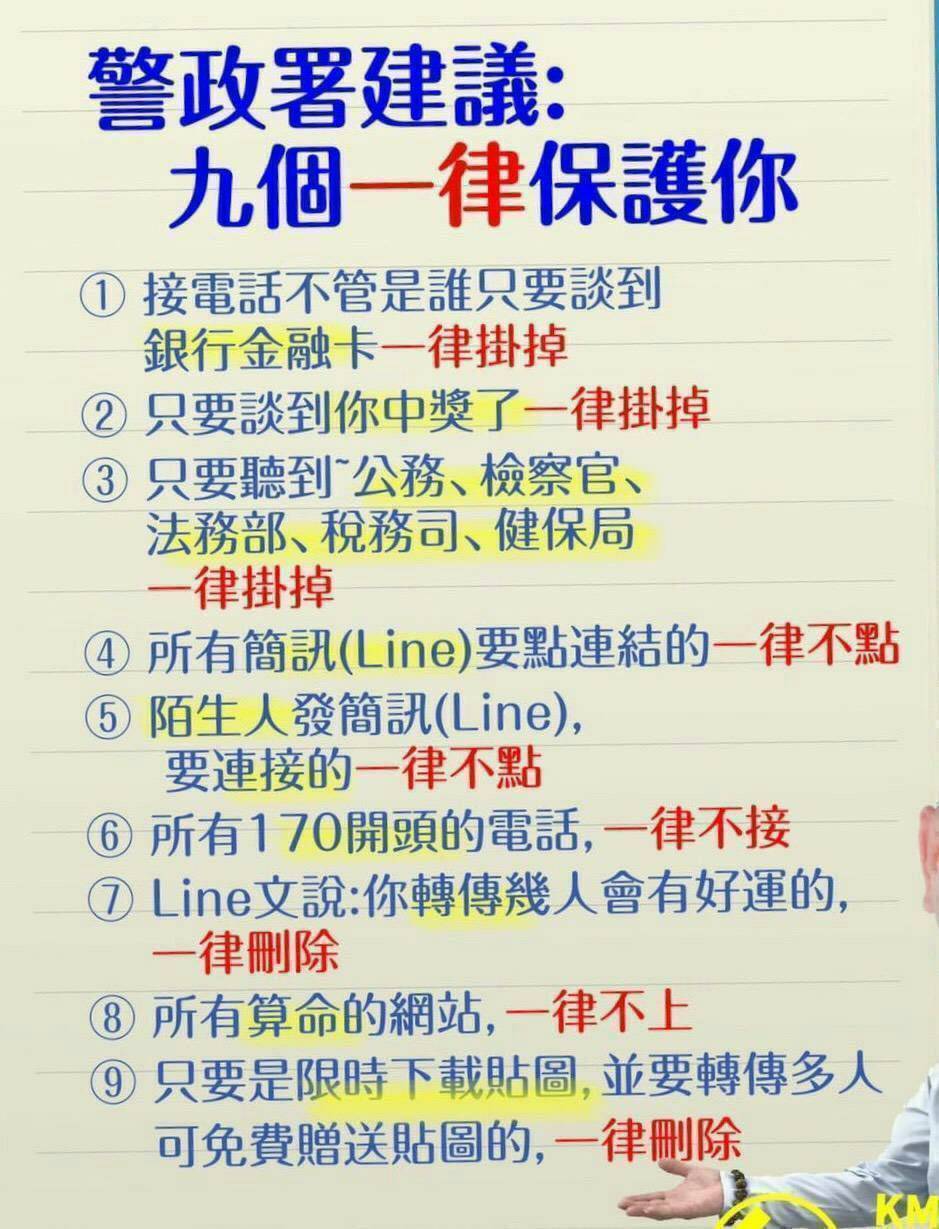 警政署建議:
九個一律保護你
① 接電話不管是誰只要談到
銀行金融卡一律掛掉
② 只要談到你中獎了一律掛掉
③ 只要聽到~公務、檢察官、
法務部、稅務司、健保局
一律掛掉
④ 所有簡訊(Line)要點連結的一律不點
⑤ 陌生人發簡訊(Line),
要連接的一律不點
⑥ 所有170開頭的電話,一律不接
⑦ Line文說:你轉傳幾人會有好運的,
一律刪除
⑧ 所有算命的網站,一律不上
⑨ 只要是限時下載貼圖,並要轉傳多人
可免費贈送貼圖的,一律刪除
KM